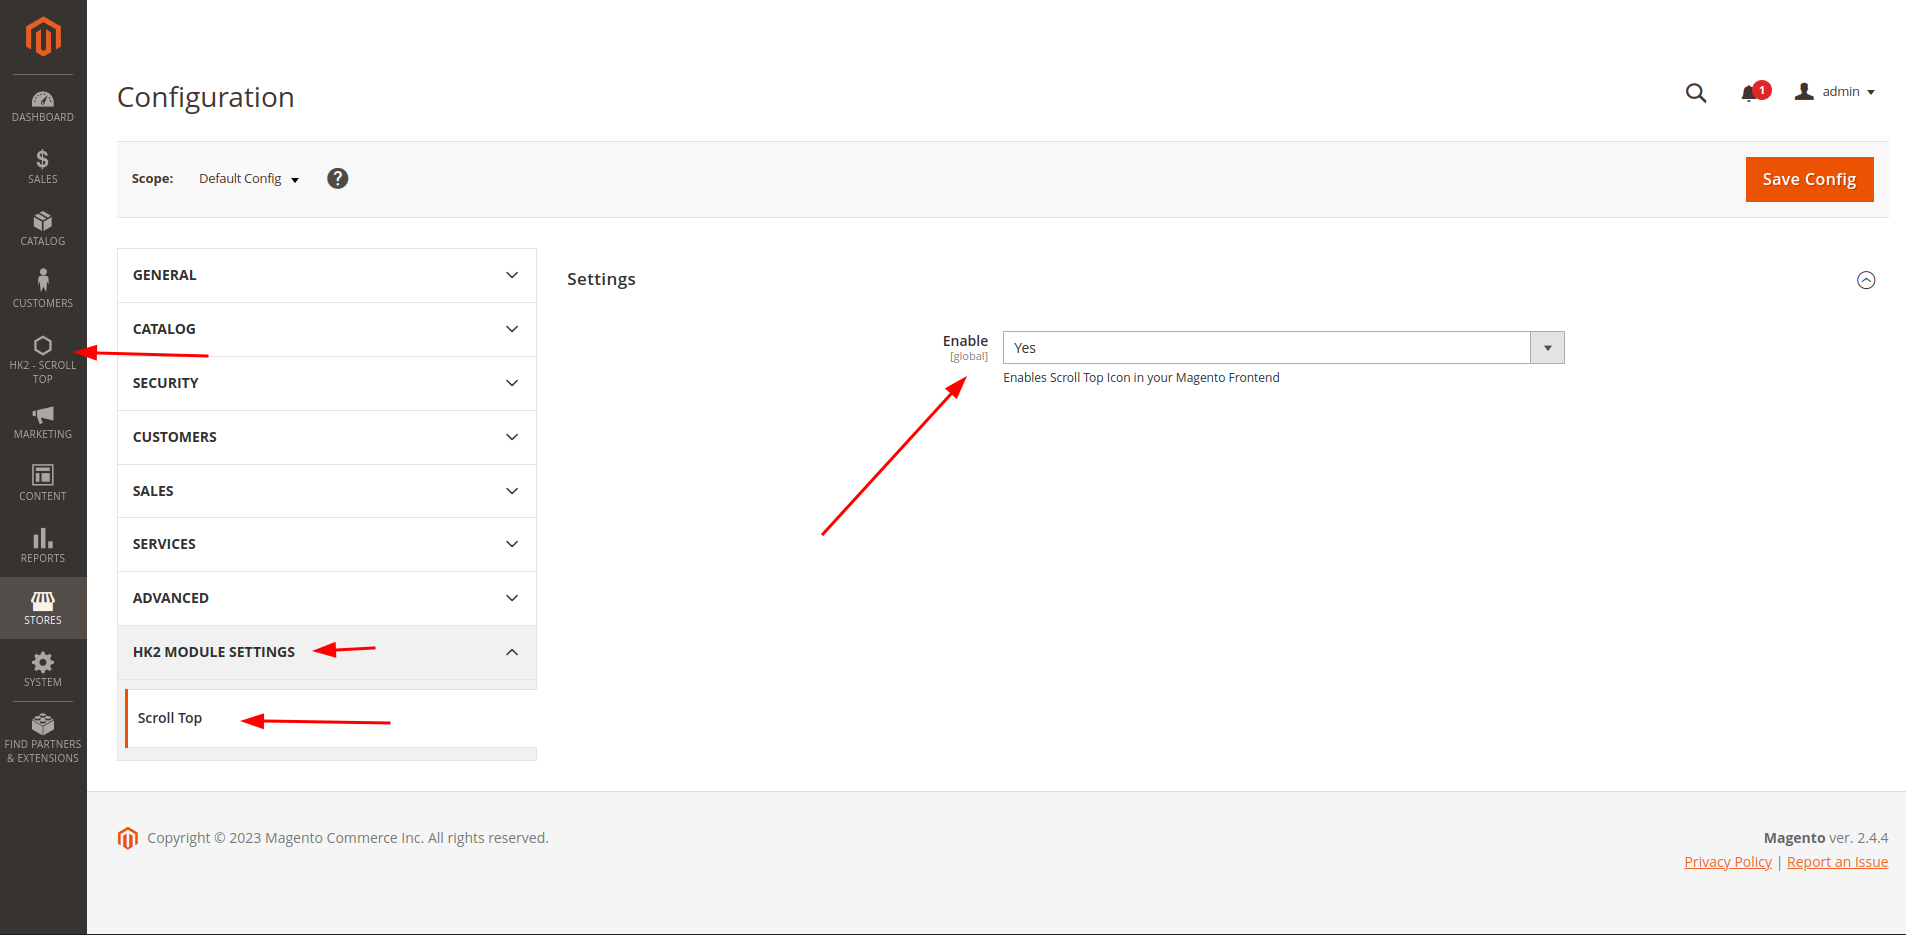 DASHBOARD
SALES
CATALOG
CUSTOMERS
HK2 - SCROLL
TOP
MARKETING
CONTENT
REPORTS
STORES
SYSTEM
FIND PARTNERS
& EXTENSIONS
Configuration
1
admin
Scope: Default Config ?
Save Config
GENERAL
CATALOG
SECURITY
CUSTOMERS
SALES
SERVICES
ADVANCED
HK2 MODULE SETTINGS
Scroll Top
Settings
Enable
[global]
Yes
Enables Scroll Top Icon in your Magento Frontend
Copyright © 2023 Magento Commerce Inc. All rights reserved.
Magento ver. 2.4.4
Privacy Policy | Report an Issue